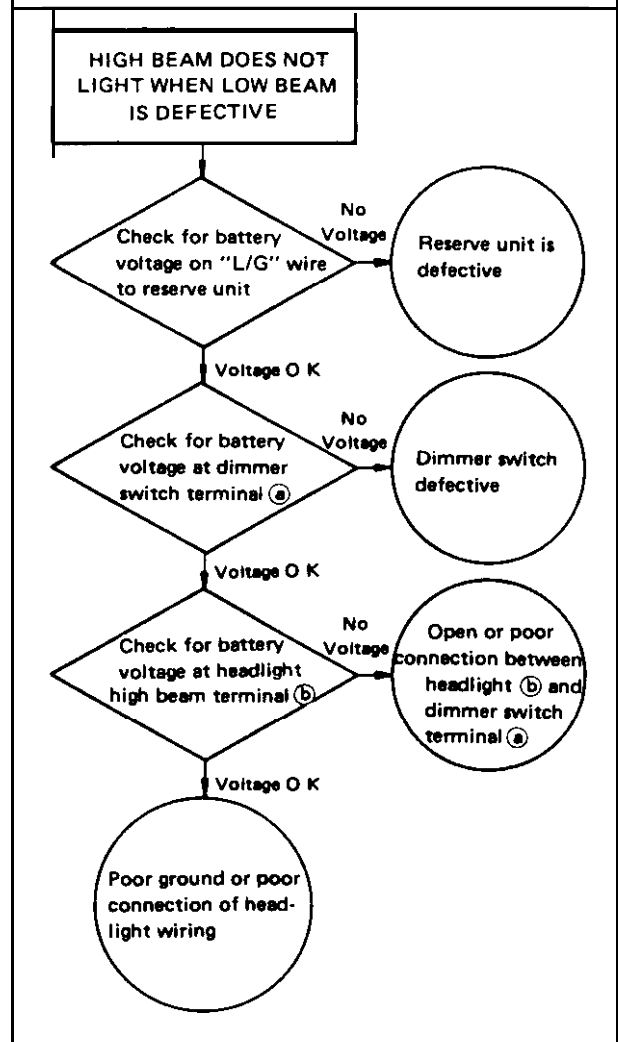 HIGH BEAM DOES NOT
LIGHT WHEN LOW BEAM
IS DEFECTIVE
Check for battery
voltage on "L/G" wire
to reserve unit
No
Voltage
Reserve unit is
defective
Voltage O K
Check for battery
voltage at dimmer
switch terminal ⓐ
No
Voltage
Dimmer switch
defective
Voltage O K
Check for battery
voltage at headlight
high beam terminal ⓑ
No
Voltage
Open or poor
connection between
headlight ⓑ and
dimmer switch
terminal ⓐ
Voltage O K
Poor ground or poor
connection of head-
light wiring